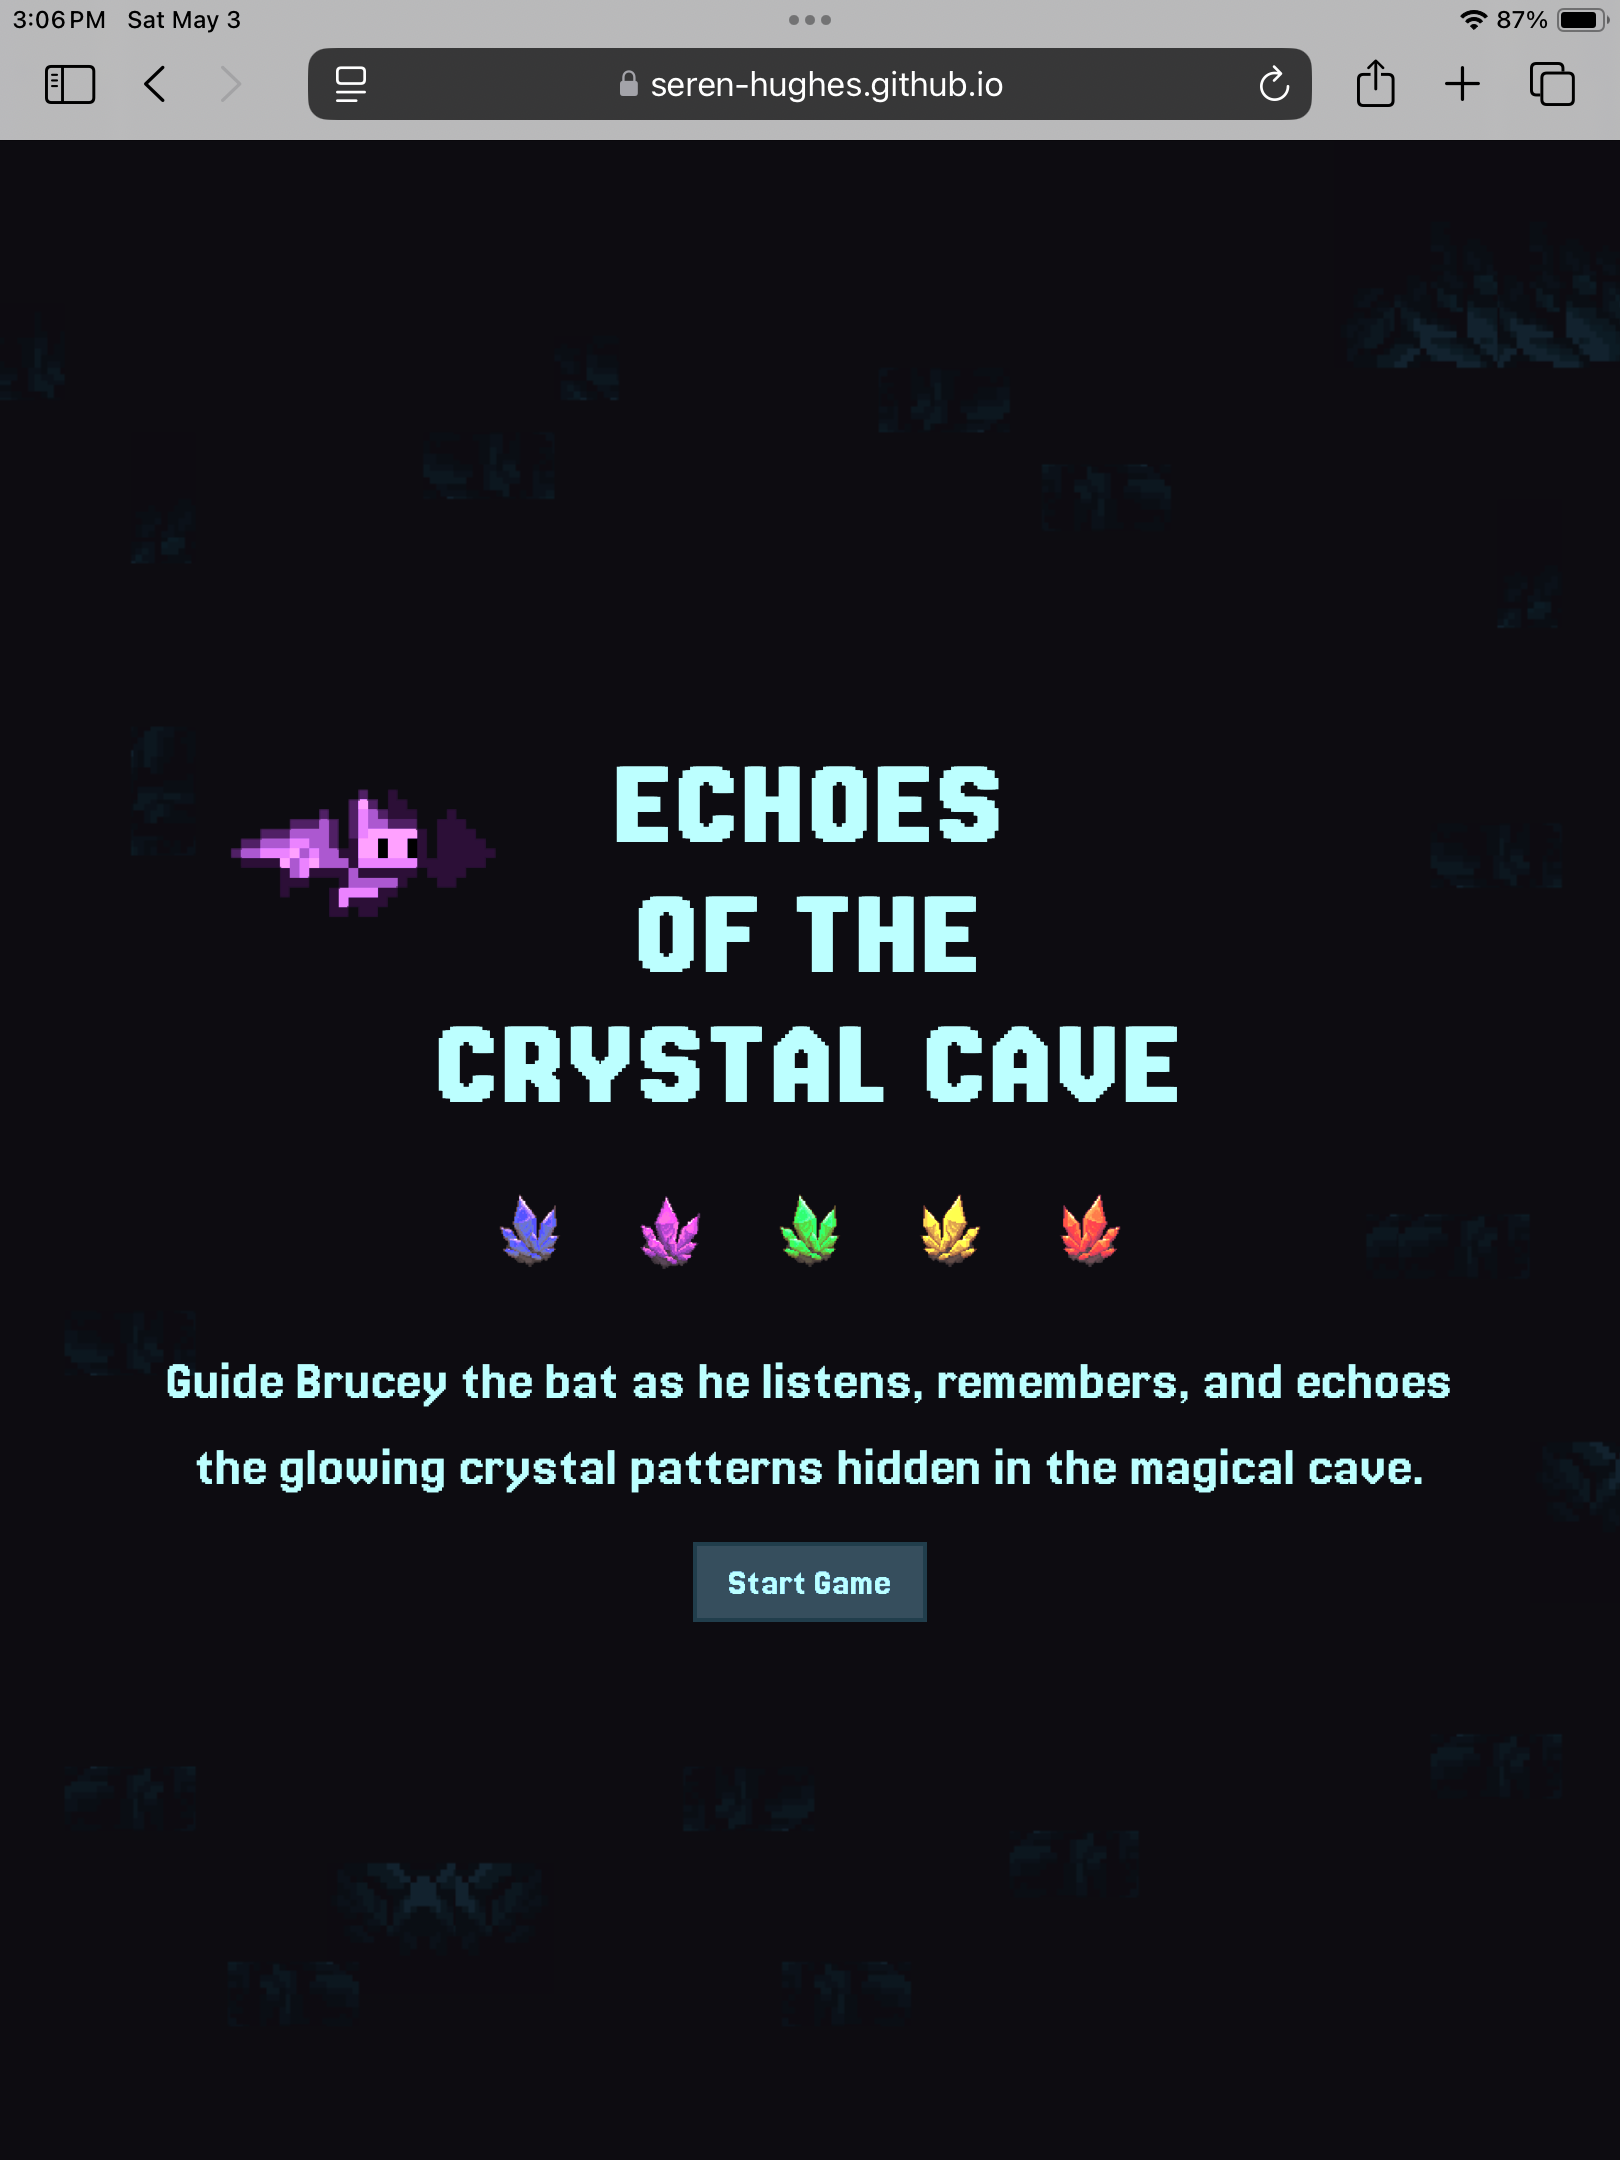 3:06 PM Sat May 3
87%
seren-hughes.github.io
ECHOES
OF THE
CRYSTAL CAVE
Guide Brucey the bat as he listens, remembers, and echoes
the glowing crystal patterns hidden in the magical cave.
Start Game